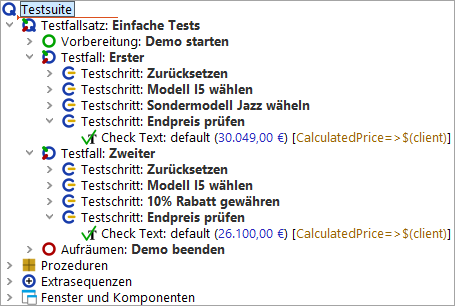 Testsuite
Testfallsatz: Einfache Tests
Vorbereitung: Demo starten
Testfall: Erster
Testschritt: Zurücksetzen
Testschritt: Modell I5 wählen
Testschritt: Sondermodell Jazz wäheln
Testschritt: Endpreis prüfen
Check Text: default (30.049,00 €) [CalculatedPrice=>$(client)]
Testfall: Zweiter
Testschritt: Zurücksetzen
Testschritt: Modell I5 wählen
Testschritt: 10% Rabatt gewähren
Testschritt: Endpreis prüfen
Check Text: default (26.100,00 €) [CalculatedPrice=>$(client)]
Aufräumen: Demo beenden
Prozeduren
Extrasequenzen
Fenster und Komponenten